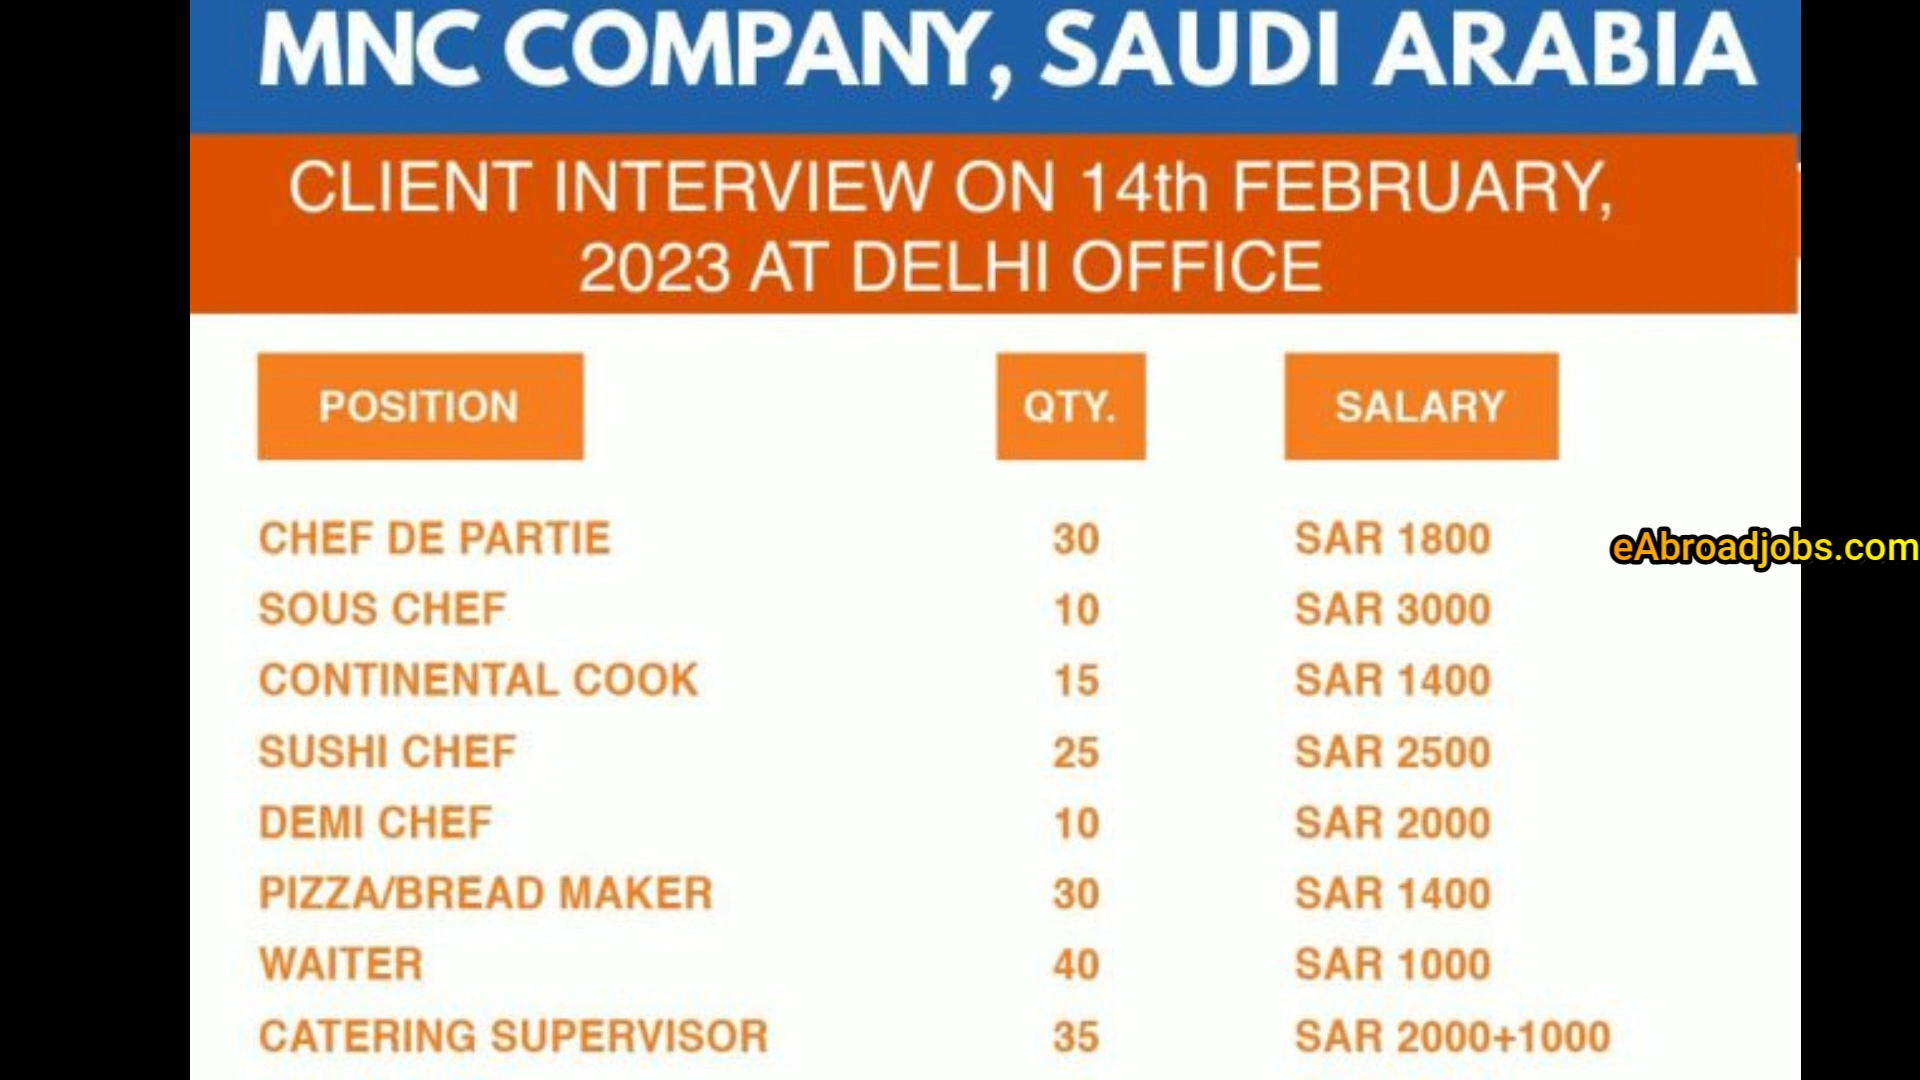 MNC COMPANY, SAUDI ARABIA
CLIENT INTERVIEW ON 14th FEBRUARY,
2023 AT DELHI OFFICE
POSITION QTY. SALARY
CHEF DE PARTIE 30 SAR 1800
eAbroadjobs.com
SOUS CHEF 10 SAR 3000
CONTINENTAL COOK 15 SAR 1400
SUSHI CHEF 25 SAR 2500
DEMI CHEF 10 SAR 2000
PIZZA/BREAD MAKER 30 SAR 1400
WAITER 40 SAR 1000
CATERING SUPERVISOR 35 SAR 2000+1000